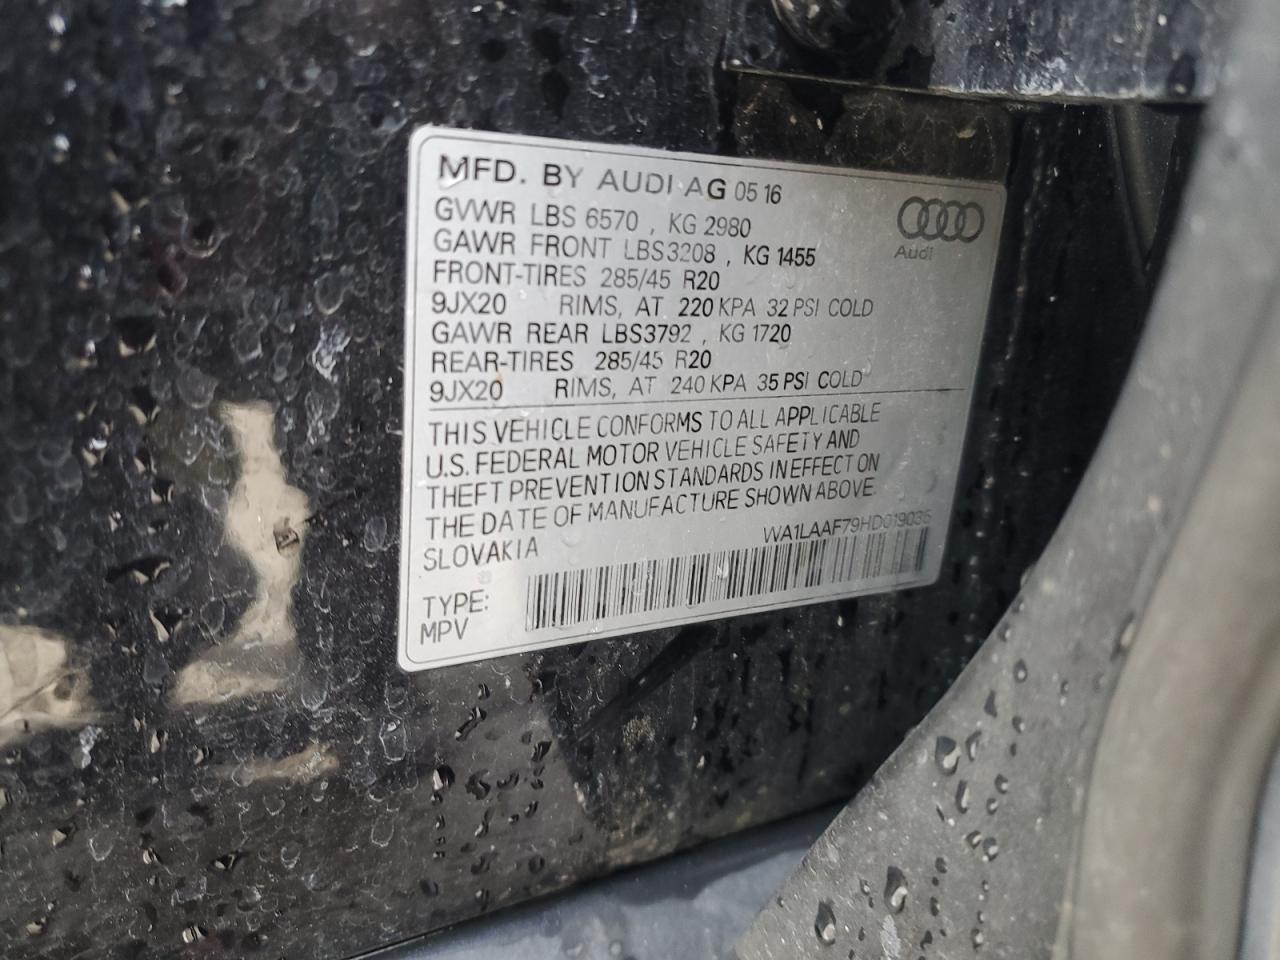 MFD. BY AUDI AG 05 16
GVWR LBS 6570 , KG 2980
GAWR FRONT LBS3208 , KG 1455
FRONT-TIRES 285/45 R20
9JX20 RIMS, AT 220 KPA 32 PSI COLD
GAWR REAR LBS3792 , KG 1720
REAR-TIRES 285/45 R20
9JX20 RIMS, AT 240 KPA 35 PSI COLD
Audi
THIS VEHICLE CONFORMS TO ALL APPLICABLE
U.S. FEDERAL MOTOR VEHICLE SAFETY AND
THEFT PREVENTION STANDARDS IN EFFECT ON
THE DATE OF MANUFACTURE SHOWN ABOVE.
SLOVAKIA
WA1LAAF79HD019035
TYPE:
MPV